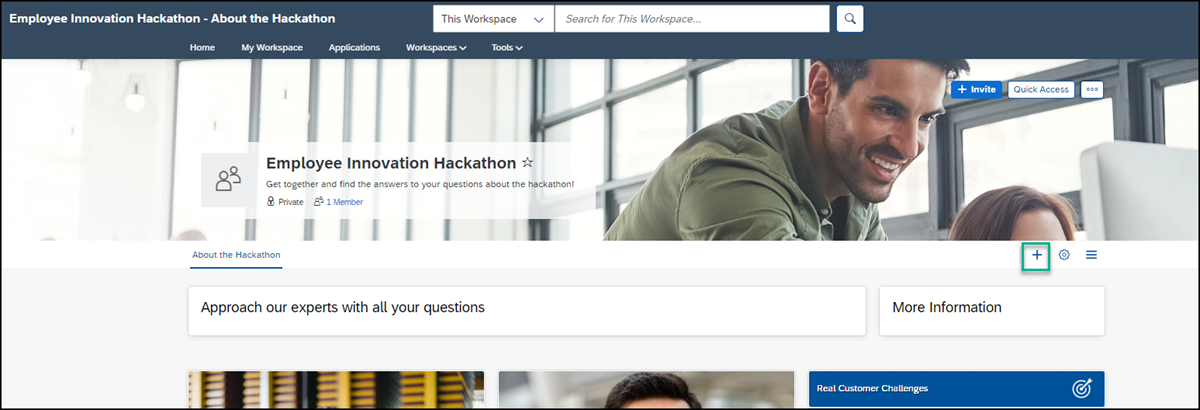 Employee Innovation Hackathon - About the Hackathon
This Workspace
Search for This Workspace...
Home My Workspace Applications Workspaces Tools
+ Invite Quick Access
Employee Innovation Hackathon
Get together and find the answers to your questions about the hackathon!
Private 1 Member
About the Hackathon
Approach our experts with all your questions
More Information
Real Customer Challenges